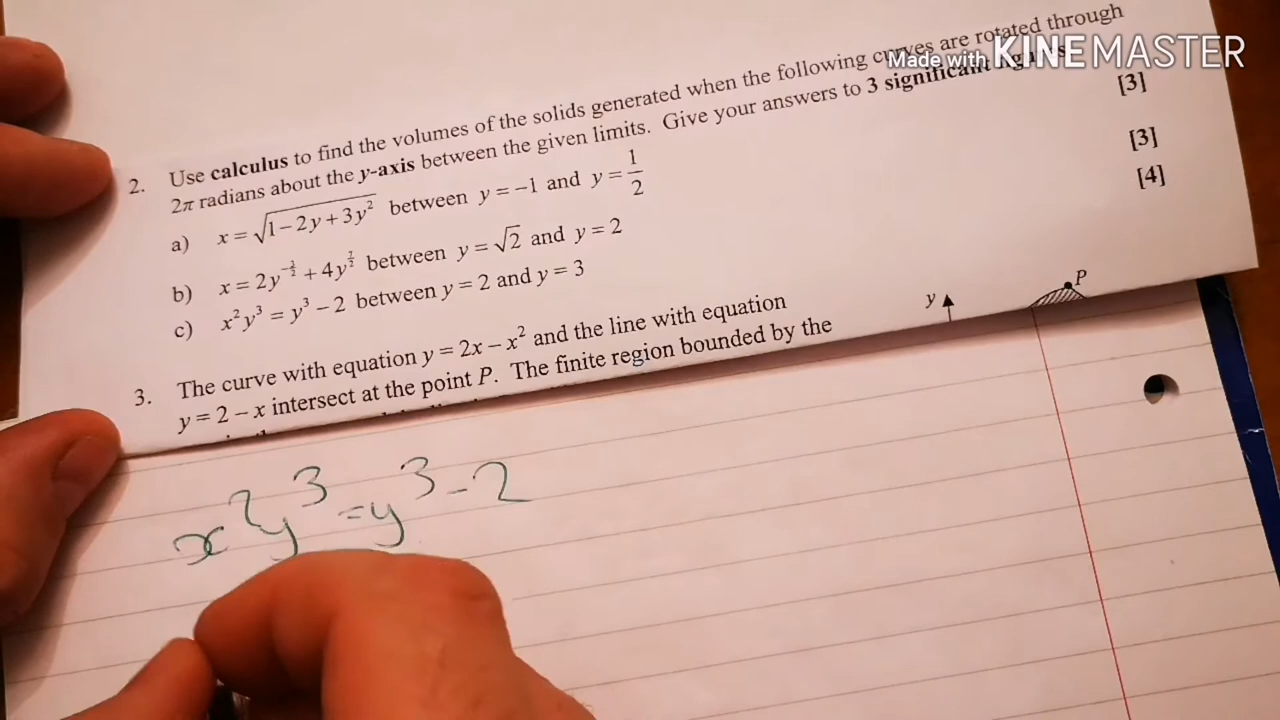 Made with KINEMASTER
2. Use calculus to find the volumes of the solids generated when the following curves are rotated through
2π radians about the y-axis between the given limits. Give your answers to 3 significant
a) x = √(1 − 2y + 3y²) between y = −1 and y = 1/2 [3]
b) x = 2y^(-1/2) + 4y^(1/2) between y = √2 and y = 2 [3]
c) x²y³ = y³ − 2 between y = 2 and y = 3 [4]
3. The curve with equation y = 2x − x² and the line with equation
y = 2 − x intersect at the point P. The finite region bounded by the
y
P
x²y³ = y³ − 2